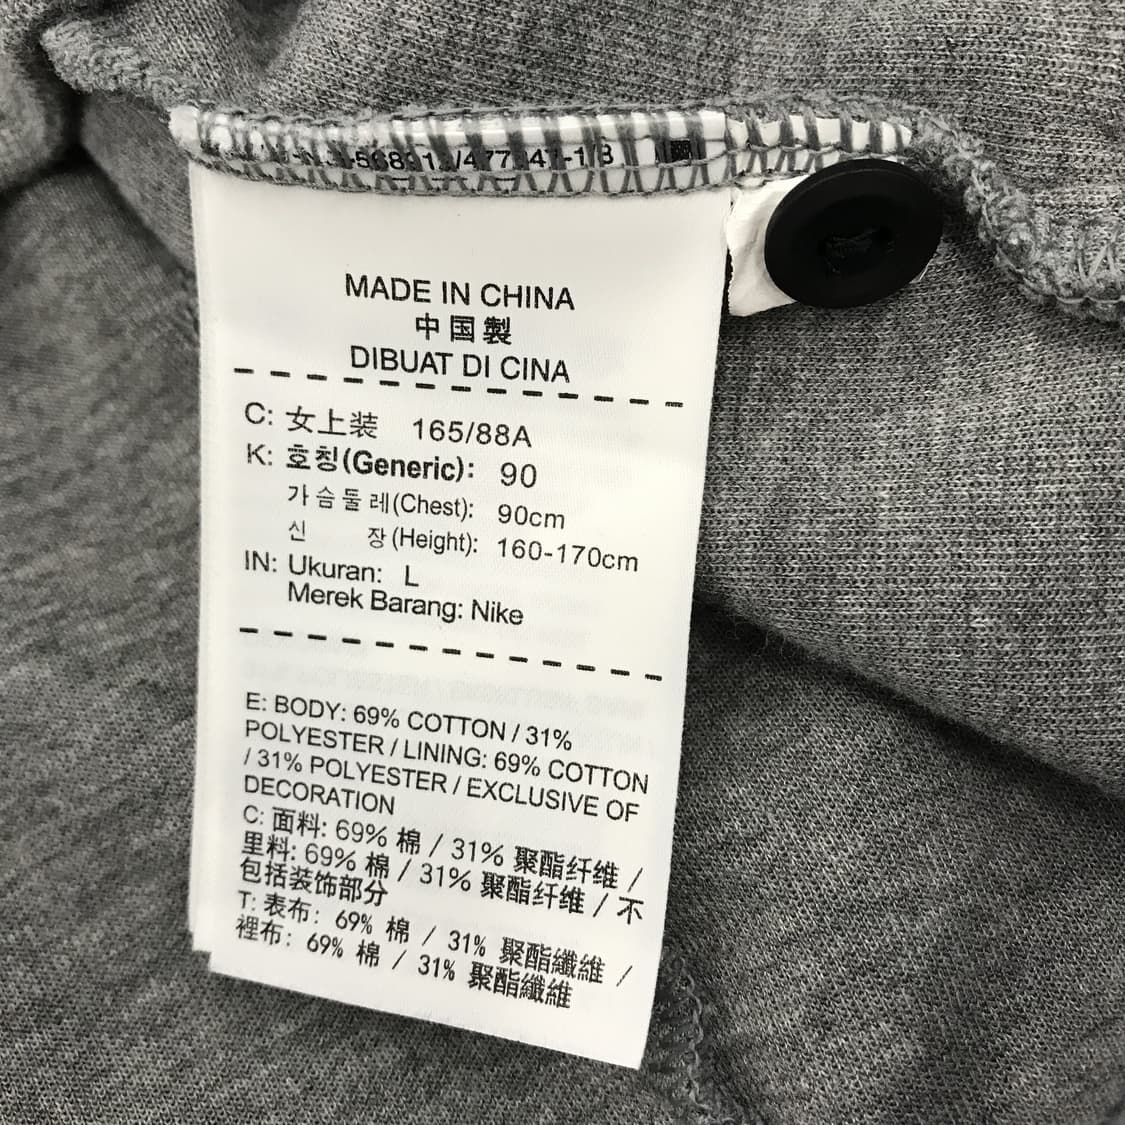 MADE IN CHINA
中国製
DIBUAT DI CINA
C: 女上装 165/88A
K: 호칭(Generic): 90
가슴둘레(Chest): 90cm
신 장(Height): 160-170cm
IN: Ukuran: L
Merek Barang: Nike
E: BODY: 69% COTTON / 31%
POLYESTER / LINING: 69% COTTON
/ 31% POLYESTER / EXCLUSIVE OF
DECORATION
C: 面料: 69% 棉 / 31% 聚酯纤维 /
里料: 69% 棉 / 31% 聚酯纤维 / 不
包括装饰部分
T: 表布: 69% 棉 / 31% 聚酯纖維 /
裡布: 69% 棉 / 31% 聚酯纖維